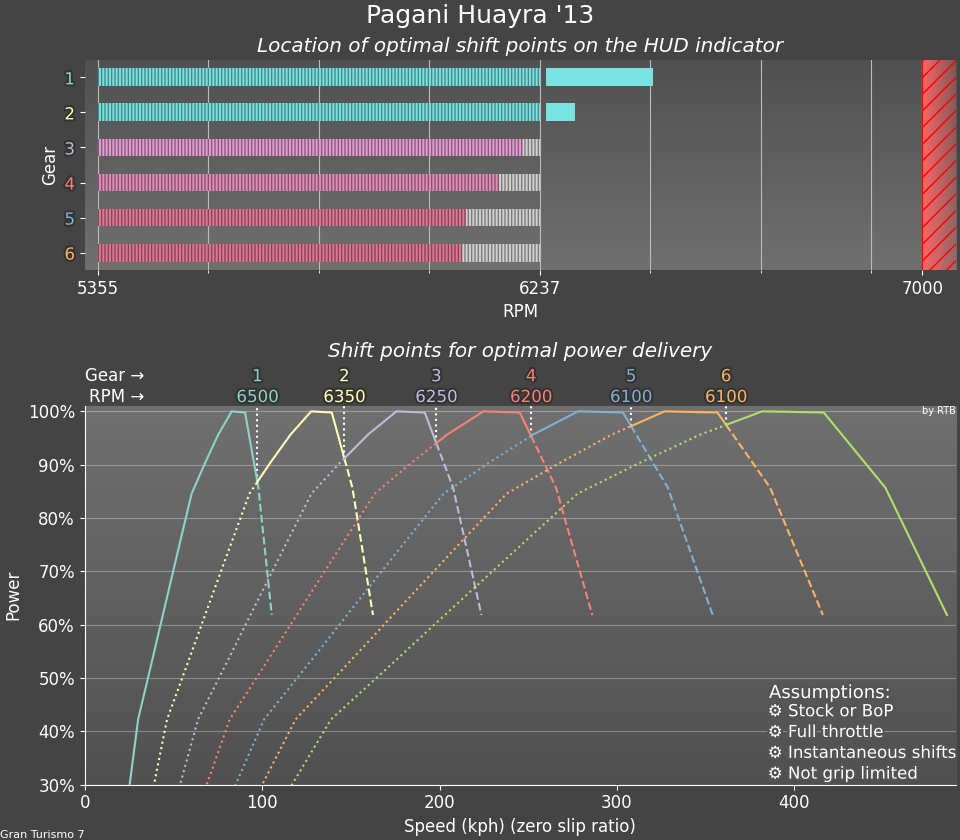 Pagani Huayra '13
Location of optimal shift points on the HUD indicator
Gear
1
2
3
4
5
6
5355 6237 7000
RPM
Shift points for optimal power delivery
Gear → 1 2 3 4 5 6
RPM → 6500 6350 6250 6200 6100 6100
by RTB
Power
100%
90%
80%
70%
60%
50%
40%
30%
Assumptions:
⚙ Stock or BoP
⚙ Full throttle
⚙ Instantaneous shifts
⚙ Not grip limited
0 100 200 300 400
Speed (kph) (zero slip ratio)
Gran Turismo 7